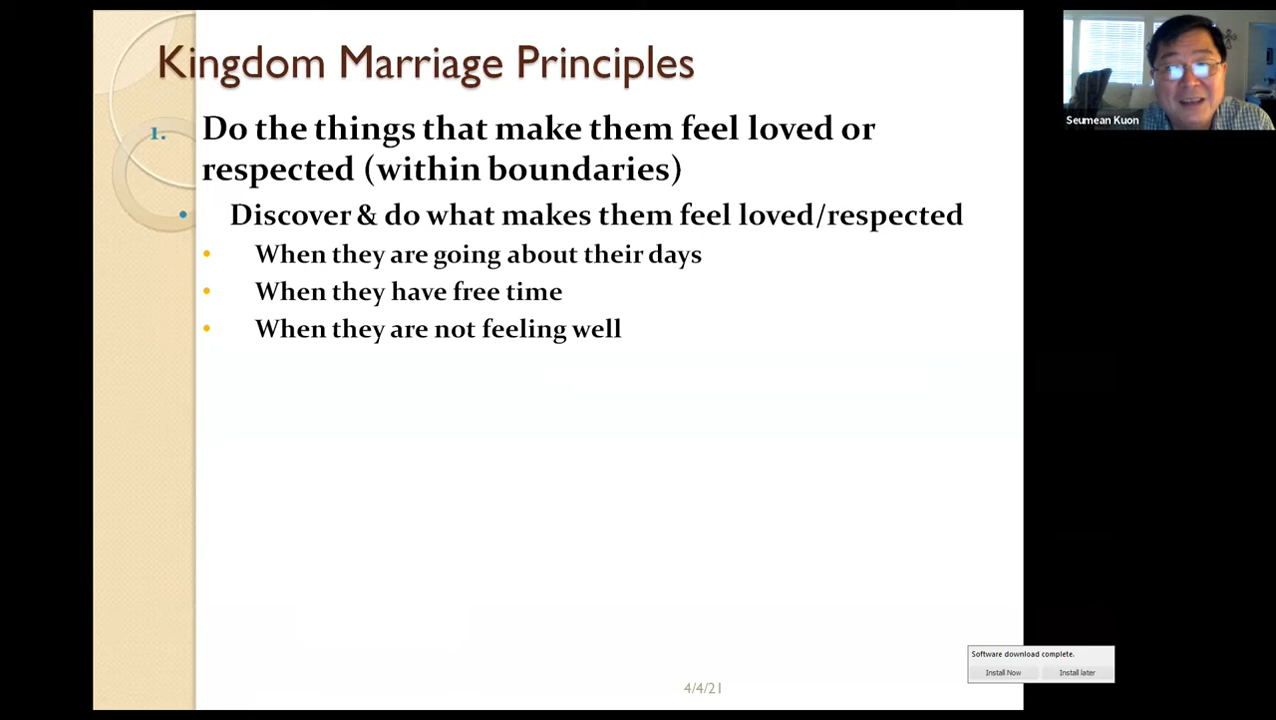 Kingdom Marriage Principles
1. Do the things that make them feel loved or
respected (within boundaries)
• Discover & do what makes them feel loved/respected
• When they are going about their days
• When they have free time
• When they are not feeling well
Seumean Kuon
Software download complete.
Install Now Install later
4/4/21